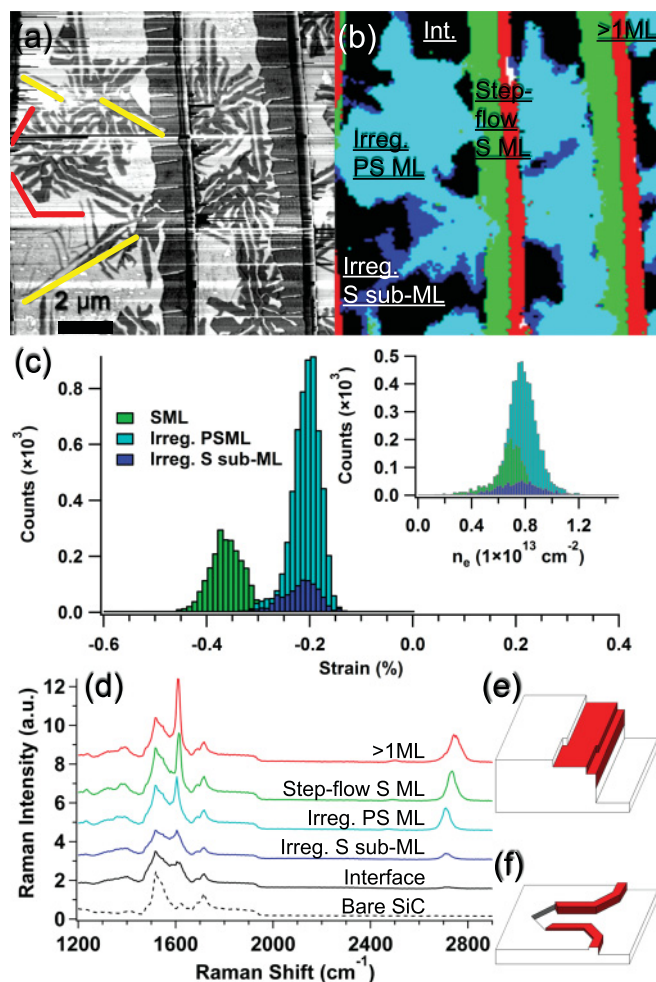 (a)
2 μm
(b)
Int.
>1ML
Step-
flow
S ML
Irreg.
PS ML
Irreg.
S sub-ML
(c)
Counts (×10³)
0.8
0.6
0.4
0.2
0.0
SML
Irreg. PSML
Irreg. S sub-ML
-0.6
-0.4
-0.2
0.0
0.2
0.4
Strain (%)
Counts (×10³)
0.5
0.4
0.3
0.2
0.1
0.0
0.0
0.4
0.8
1.2
nₑ (1×10¹³ cm⁻²)
(d)
Raman Intensity (a.u.)
12
10
8
6
4
2
0
>1ML
Step-flow S ML
Irreg. PS ML
Irreg. S sub-ML
Interface
Bare SiC
1200
1600
2000
2400
2800
Raman Shift (cm⁻¹)
(e)
(f)